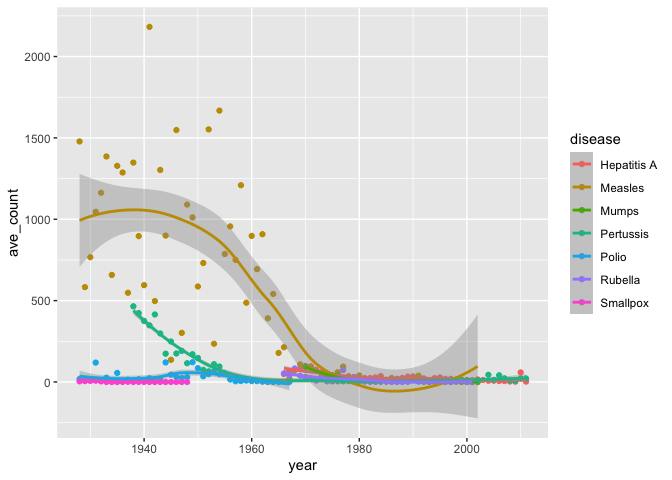 2000
1500
1000
500
0
ave_count
1940
1960
1980
2000
year
disease
Hepatitis A
Measles
Mumps
Pertussis
Polio
Rubella
Smallpox